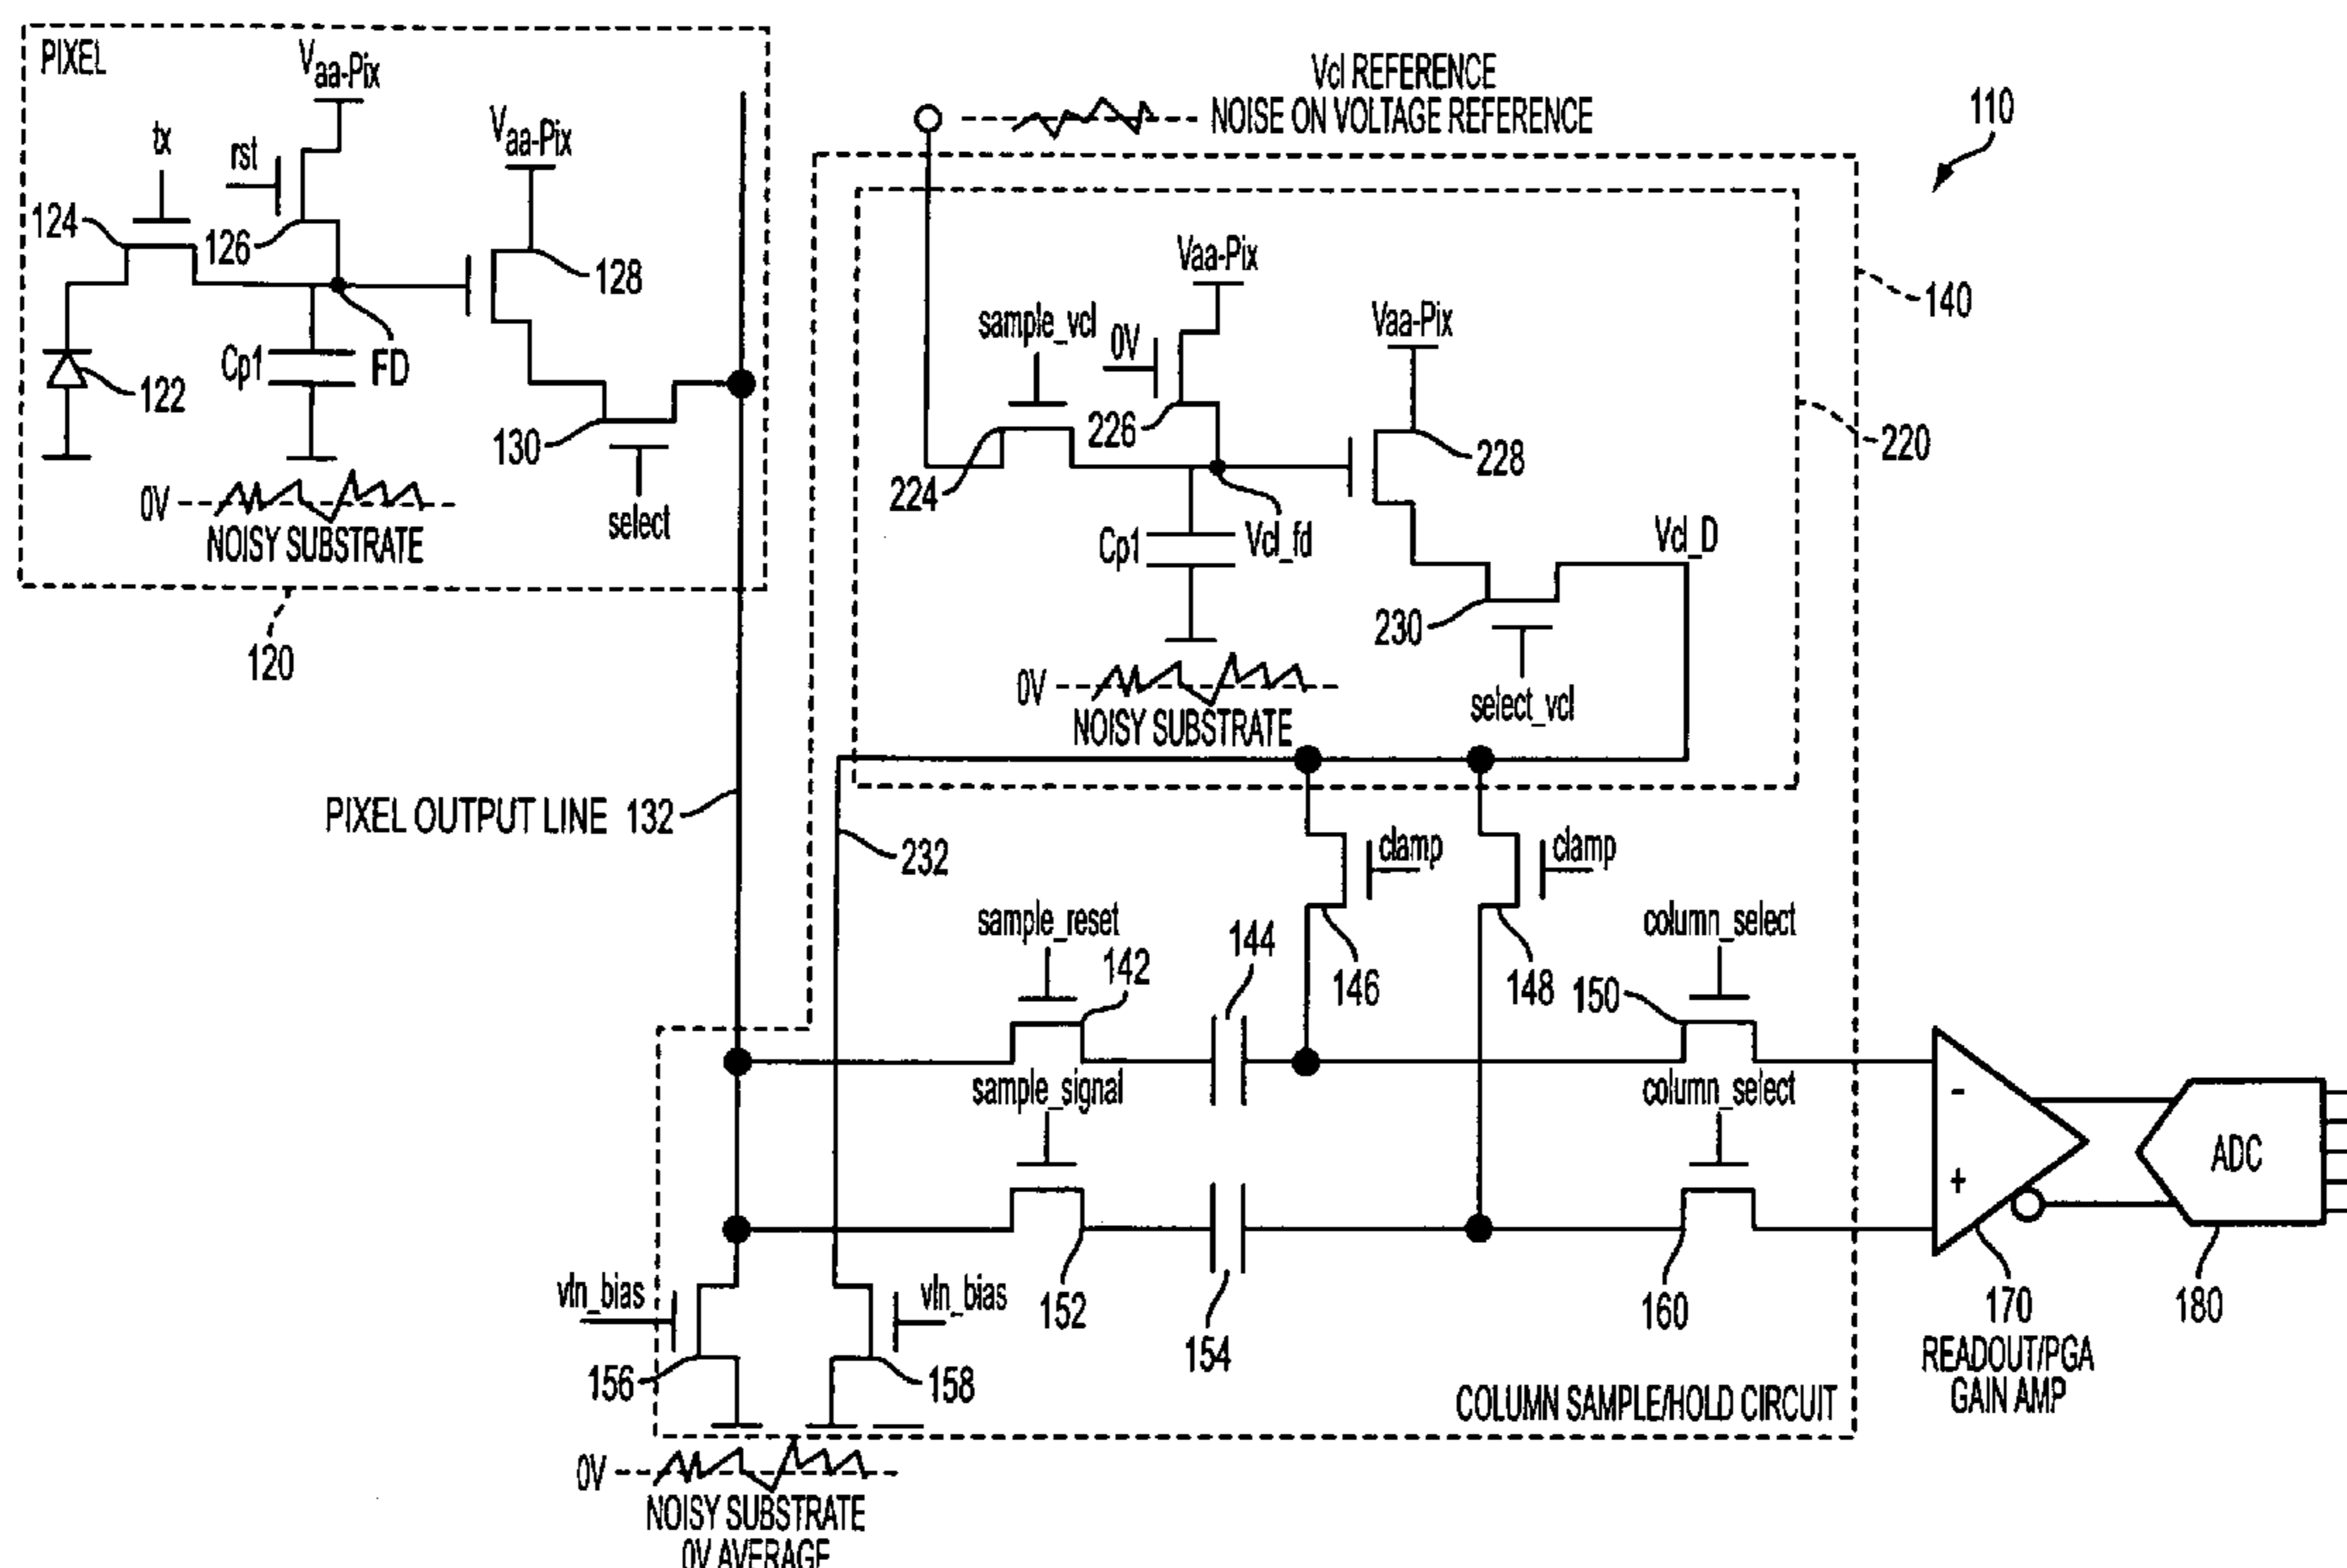 PIXEL
Vaa-Pix
tx
rst
Vaa-Pix
124
126
128
Cp1
FD
122
130
select
0V
NOISY SUBSTRATE
120
Vcl REFERENCE
NOISE ON VOLTAGE REFERENCE
110
140
220
Vaa-Pix
sample_vcl
0V
Vaa-Pix
226
228
224
Cp1
Vcl_fd
Vcl_D
230
select_vcl
0V
NOISY SUBSTRATE
PIXEL OUTPUT LINE 132
232
clamp
clamp
sample_reset
142
144
146
148
150
column_select
sample_signal
column_select
-
+
ADC
152
154
160
170
READOUT/PGA
GAIN AMP
180
vln_bias
vln_bias
156
158
COLUMN SAMPLE/HOLD CIRCUIT
0V
NOISY SUBSTRATE
0V AVERAGE